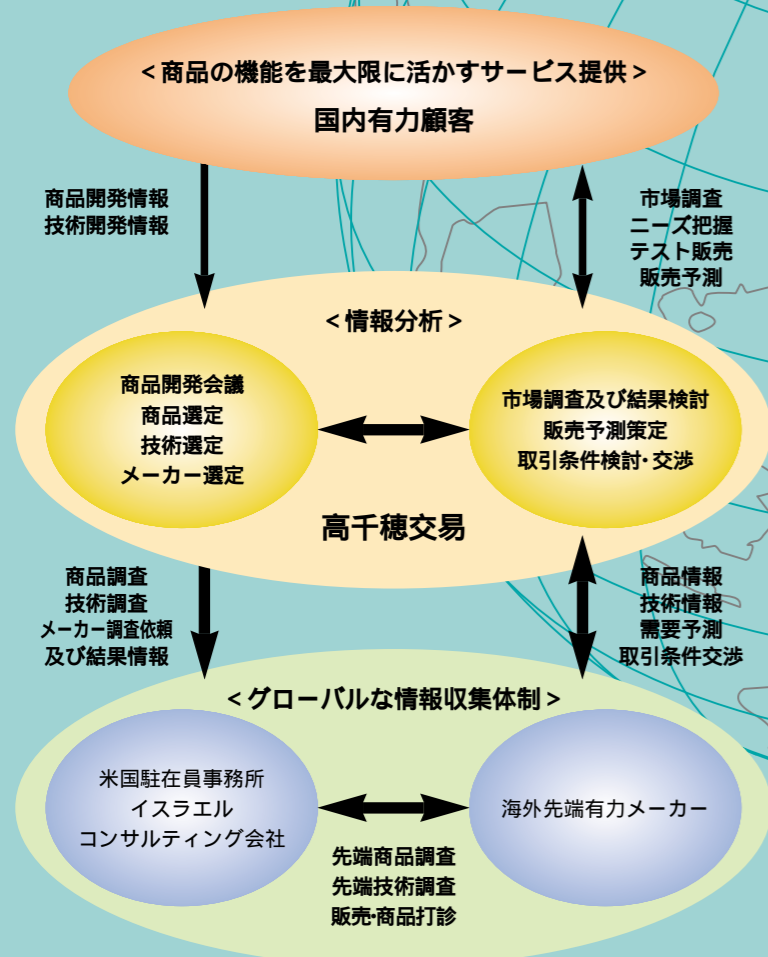 <商品の機能を最大限に活かすサービス提供>
国内有力顧客
商品開発情報
技術開発情報
市場調査
ニーズ把握
テスト販売
販売予測
<情報分析>
商品開発会議
商品選定
技術選定
メーカー選定
市場調査及び結果検討
販売予測策定
取引条件検討・交渉
高千穂交易
商品調査
技術調査
メーカー調査依頼
及び結果情報
商品情報
技術情報
需要予測
取引条件交渉
<グローバルな情報収集体制>
米国駐在員事務所
イスラエル
コンサルティング会社
海外先端有力メーカー
先端商品調査
先端技術調査
販売・商品打診